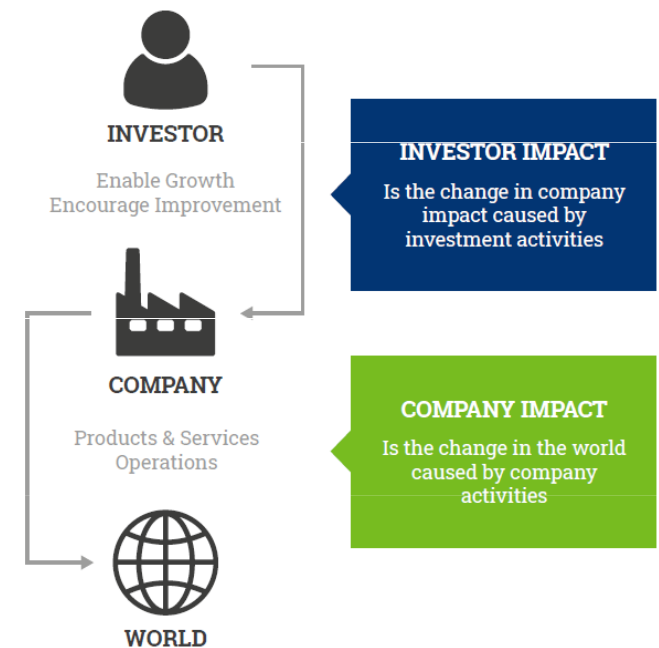 INVESTOR
Enable Growth
Encourage Improvement
INVESTOR IMPACT
Is the change in company
impact caused by
investment activities
COMPANY
Products & Services
Operations
COMPANY IMPACT
Is the change in the world
caused by company
activities
WORLD